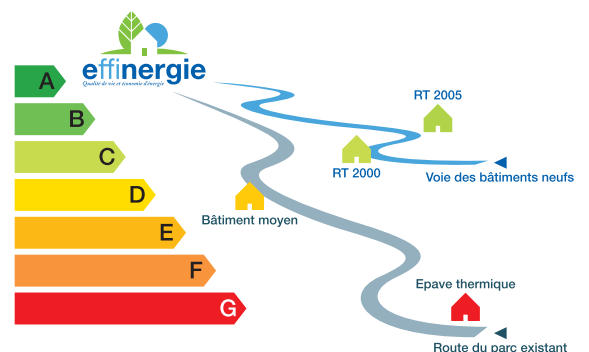 effinergie
Qualité de vie et économie d'énergie
A
B
C
D
E
F
G
RT 2005
RT 2000
Voie des bâtiments neufs
Bâtiment moyen
Epave thermique
Route du parc existant